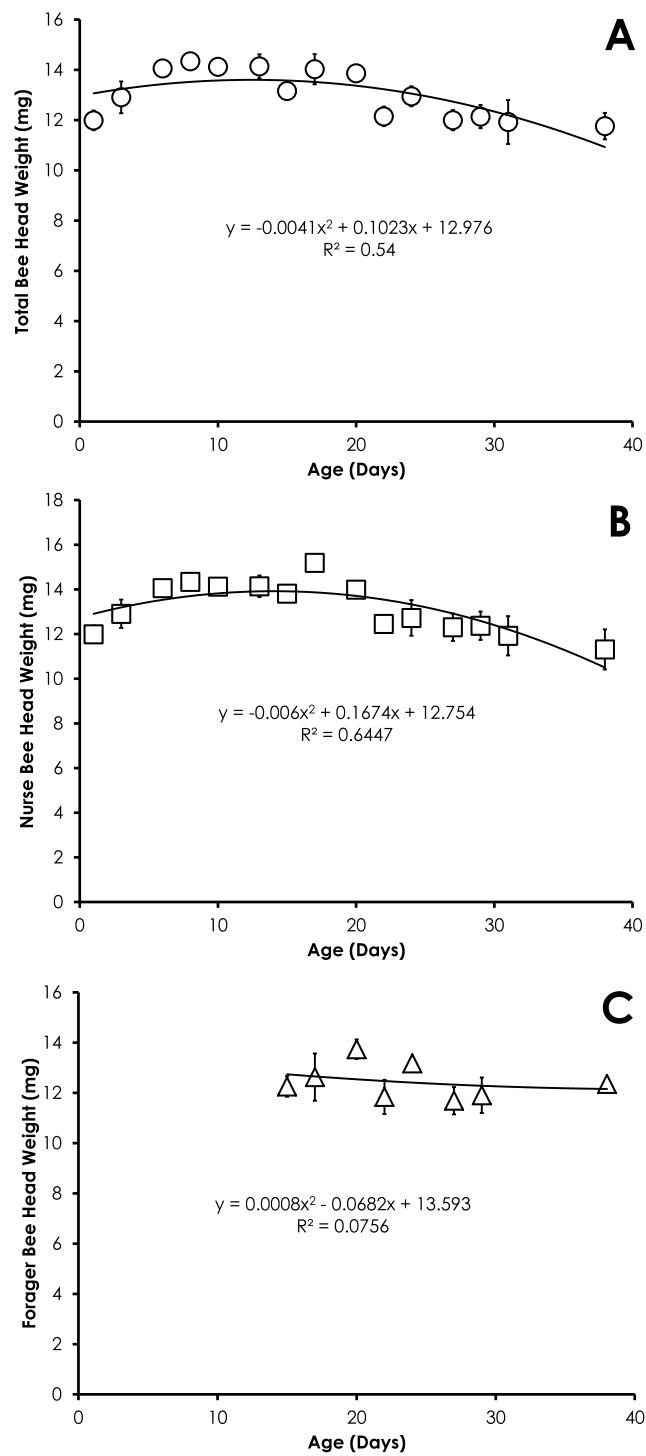 A
Total Bee Head Weight (mg)
16
14
12
10
8
6
4
2
0
y = -0.0041x² + 0.1023x + 12.976
R² = 0.54
0 10 20 30 40
Age (Days)
B
Nurse Bee Head Weight (mg)
18
16
14
12
10
8
6
4
2
0
y = -0.006x² + 0.1674x + 12.754
R² = 0.6447
0 10 20 30 40
Age (Days)
C
Forager Bee Head Weight (mg)
16
14
12
10
8
6
4
2
0
y = 0.0008x² - 0.0682x + 13.593
R² = 0.0756
0 10 20 30 40
Age (Days)